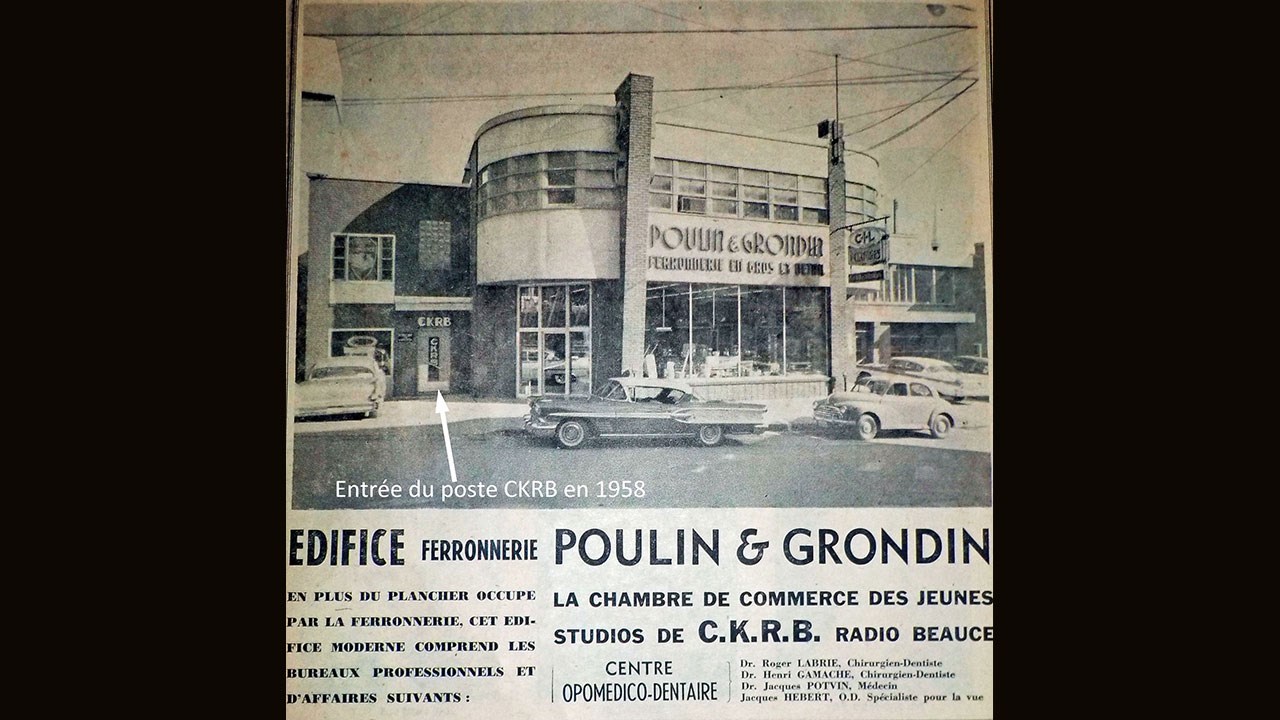 POULIN & GRONDIN
FERRONNERIE EN GROS ET DETAIL
C-I-L
CKRB
CKRB
Entrée du poste CKRB en 1958
EDIFICE FERRONNERIE POULIN & GRONDIN
EN PLUS DU PLANCHER OCCUPE
PAR LA FERRONNERIE, CET EDI-
FICE MODERNE COMPREND LES
BUREAUX PROFESSIONNELS ET
D'AFFAIRES SUIVANTS :
LA CHAMBRE DE COMMERCE DES JEUNES
STUDIOS DE C.K.R.B. RADIO BEAUCE
CENTRE
OPOMEDICO-DENTAIRE
Dr. Roger LABRIE, Chirurgien-Dentiste
Dr. Henri GAMACHE, Chirurgien-Dentiste
Dr. Jacques POTVIN, Médecin
Jacques HEBERT, O.D. Spécialiste pour la vue